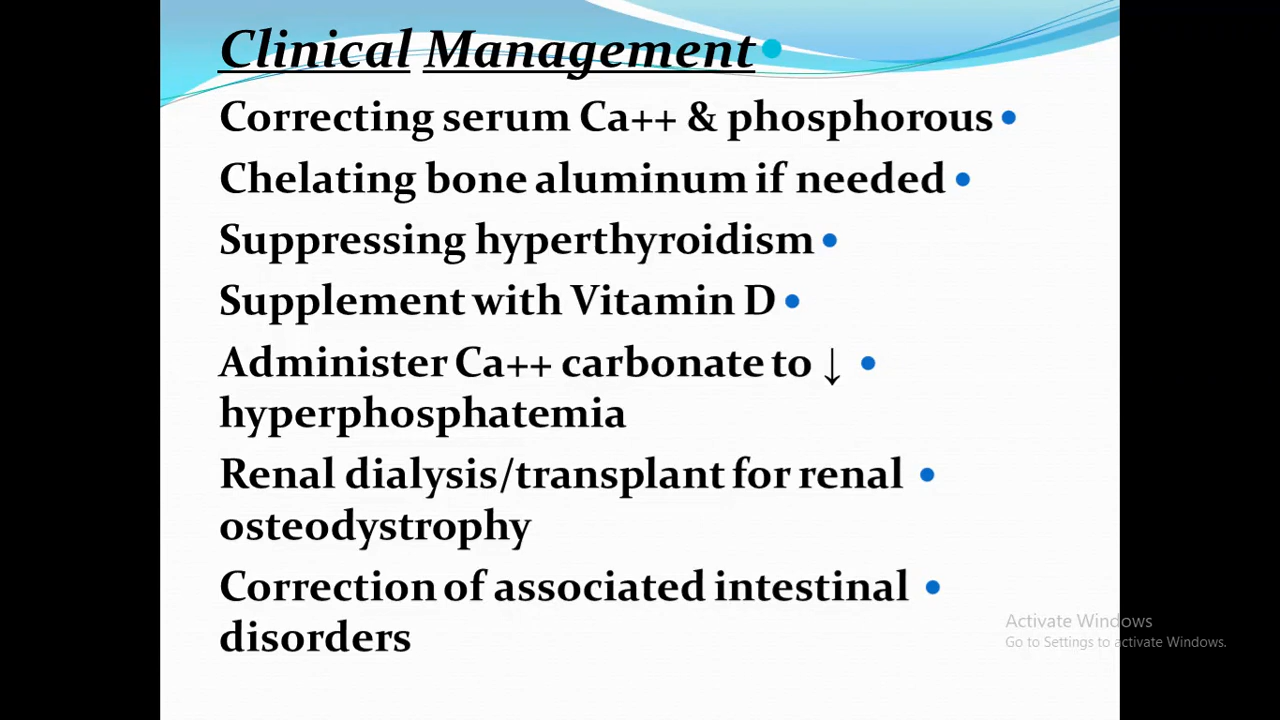 Clinical Management•
Correcting serum Ca++ & phosphorous•
Chelating bone aluminum if needed•
Suppressing hyperthyroidism•
Supplement with Vitamin D•
Administer Ca++ carbonate to ↓ •
hyperphosphatemia
Renal dialysis/transplant for renal •
osteodystrophy
Correction of associated intestinal •
disorders
Activate Windows
Go to Settings to activate Windows.